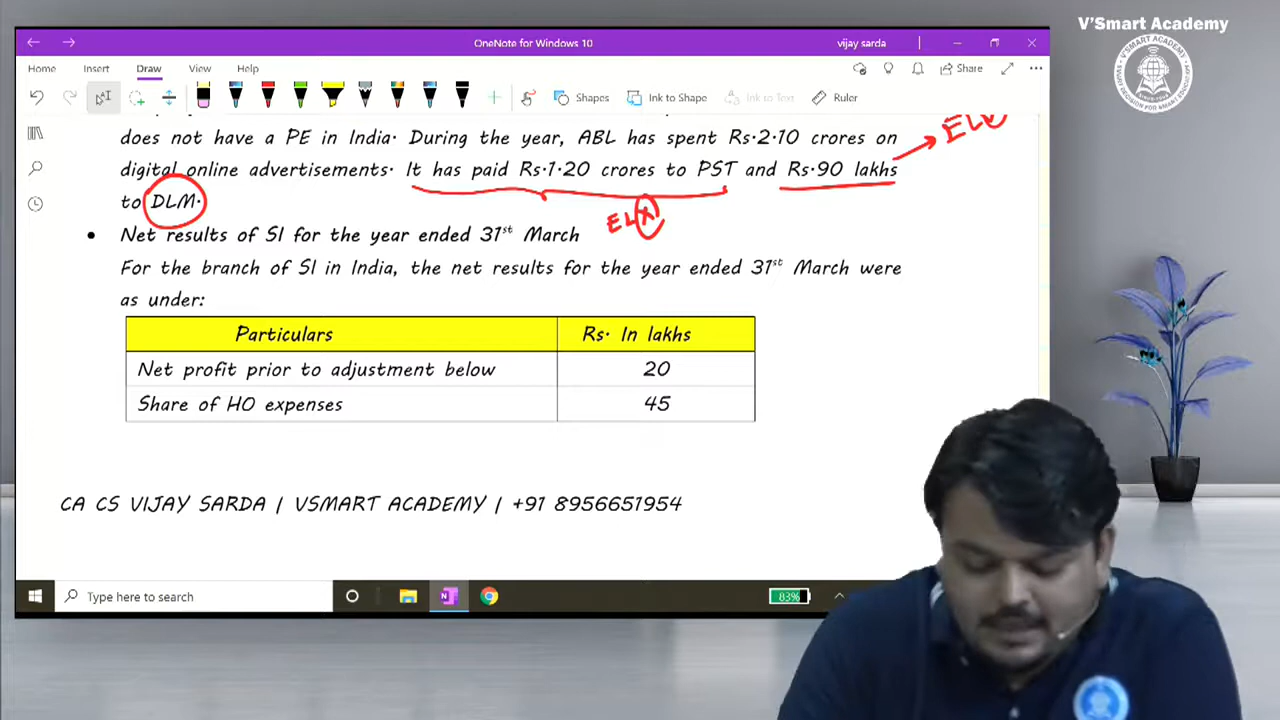 V'Smart Academy
OneNote for Windows 10
vijay sarda
Home Insert Draw View Help
Share
Shapes Ink to Shape Ink to Text Ruler
does not have a PE in India. During the year, ABL has spent Rs.2.10 crores on
EL
digital online advertisements. It has paid Rs.1.20 crores to PST and Rs.90 lakhs
to DLM.
EL X
• Net results of SI for the year ended 31st March
For the branch of SI in India, the net results for the year ended 31st March were
as under:
Particulars Rs. In lakhs
Net profit prior to adjustment below 20
Share of HO expenses 45
CA CS VIJAY SARDA | VSMART ACADEMY | +91 8956651954
Type here to search
83%